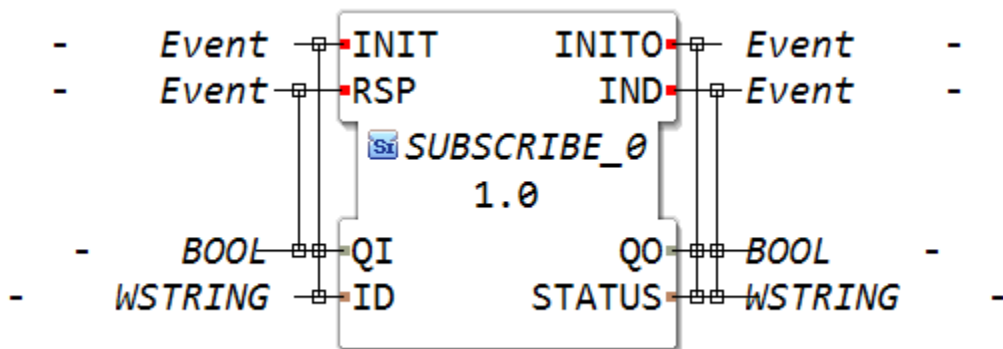 - Event INIT INITO Event -
- Event RSP IND Event -
SUBSCRIBE_0
1.0
- BOOL QI QO BOOL -
- WSTRING ID STATUS WSTRING -